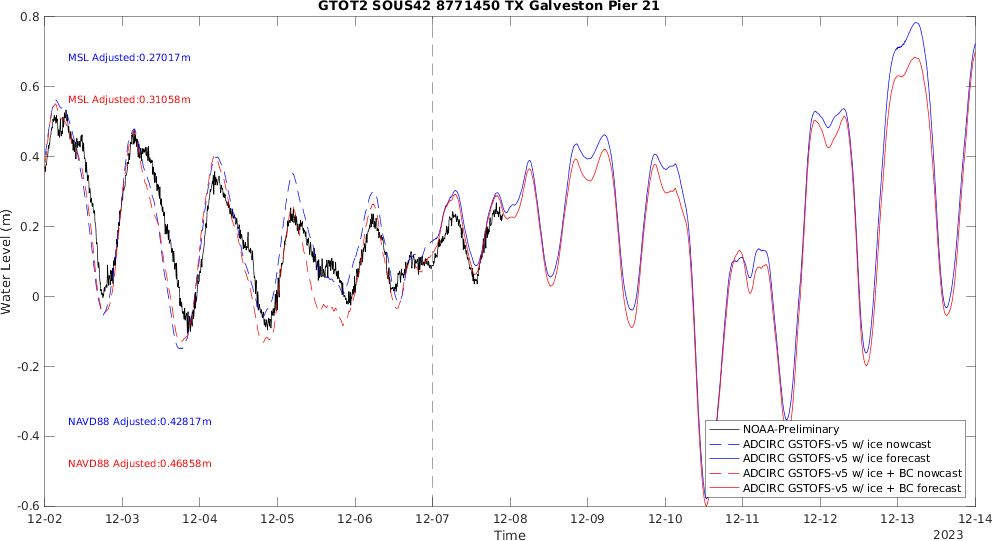 GTOT2 SOUS42 8771450 TX Galveston Pier 21
0.8
0.6
0.4
0.2
0
-0.2
-0.4
-0.6
Water Level (m)
MSL Adjusted:0.27017m
MSL Adjusted:0.31058m
NAVD88 Adjusted:0.42817m
NAVD88 Adjusted:0.46858m
NOAA-Preliminary
ADCIRC GSTOFS-v5 w/ ice nowcast
ADCIRC GSTOFS-v5 w/ ice forecast
ADCIRC GSTOFS-v5 w/ ice + BC nowcast
ADCIRC GSTOFS-v5 w/ ice + BC forecast
12-02 12-03 12-04 12-05 12-06 12-07 12-08 12-09 12-10 12-11 12-12 12-13 12-14
Time
2023